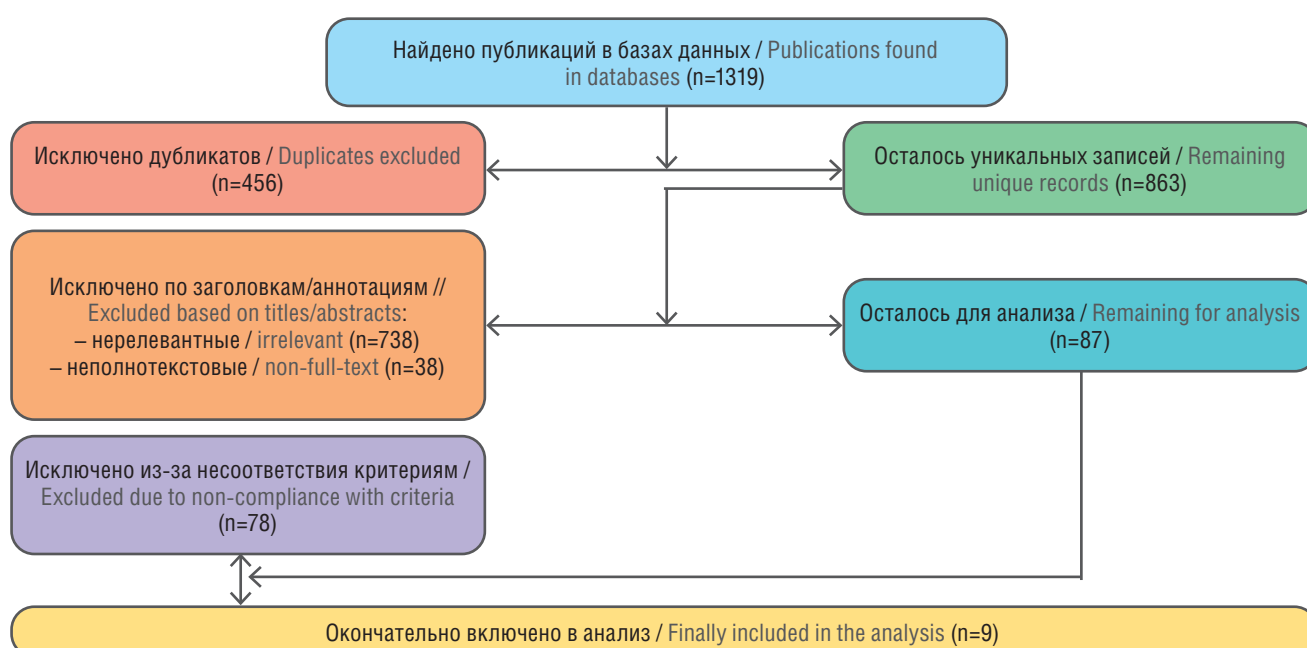 Найдено публикаций в базах данных / Publications found
in databases (n=1319)
Исключено дубликатов / Duplicates excluded
(n=456)
Осталось уникальных записей / Remaining
unique records (n=863)
Исключено по заголовкам/аннотациям //
Excluded based on titles/abstracts:
– нерелевантные / irrelevant (n=738)
– неполнотекстовые / non-full-text (n=38)
Осталось для анализа / Remaining for analysis
(n=87)
Исключено из-за несоответствия критериям /
Excluded due to non-compliance with criteria
(n=78)
Окончательно включено в анализ / Finally included in the analysis (n=9)